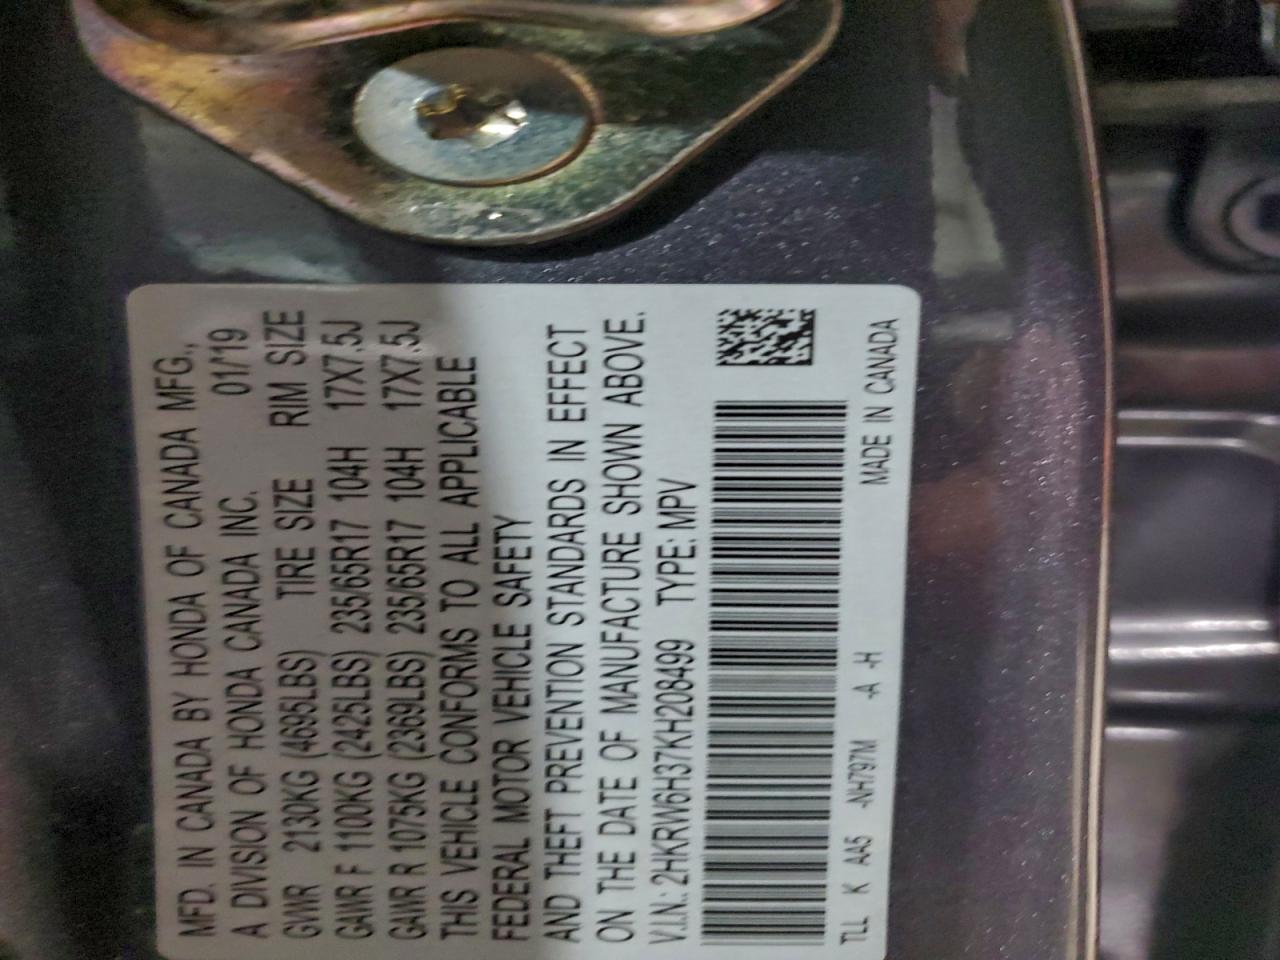 MFD. IN CANADA BY HONDA OF CANADA MFG.,
A DIVISION OF HONDA CANADA INC. 01/19
GVWR 2130KG (4695LBS) TIRE SIZE RIM SIZE
GAWR F 1100KG (2425LBS) 235/65R17 104H 17X7.5J
GAWR R 1075KG (2369LBS) 235/65R17 104H 17X7.5J
THIS VEHICLE CONFORMS TO ALL APPLICABLE
FEDERAL MOTOR VEHICLE SAFETY
AND THEFT PREVENTION STANDARDS IN EFFECT
ON THE DATE OF MANUFACTURE SHOWN ABOVE.
V.I.N.: 2HKRW6H37KH208499 TYPE: MPV
TLL K AA5 -NH797M -A -H MADE IN CANADA